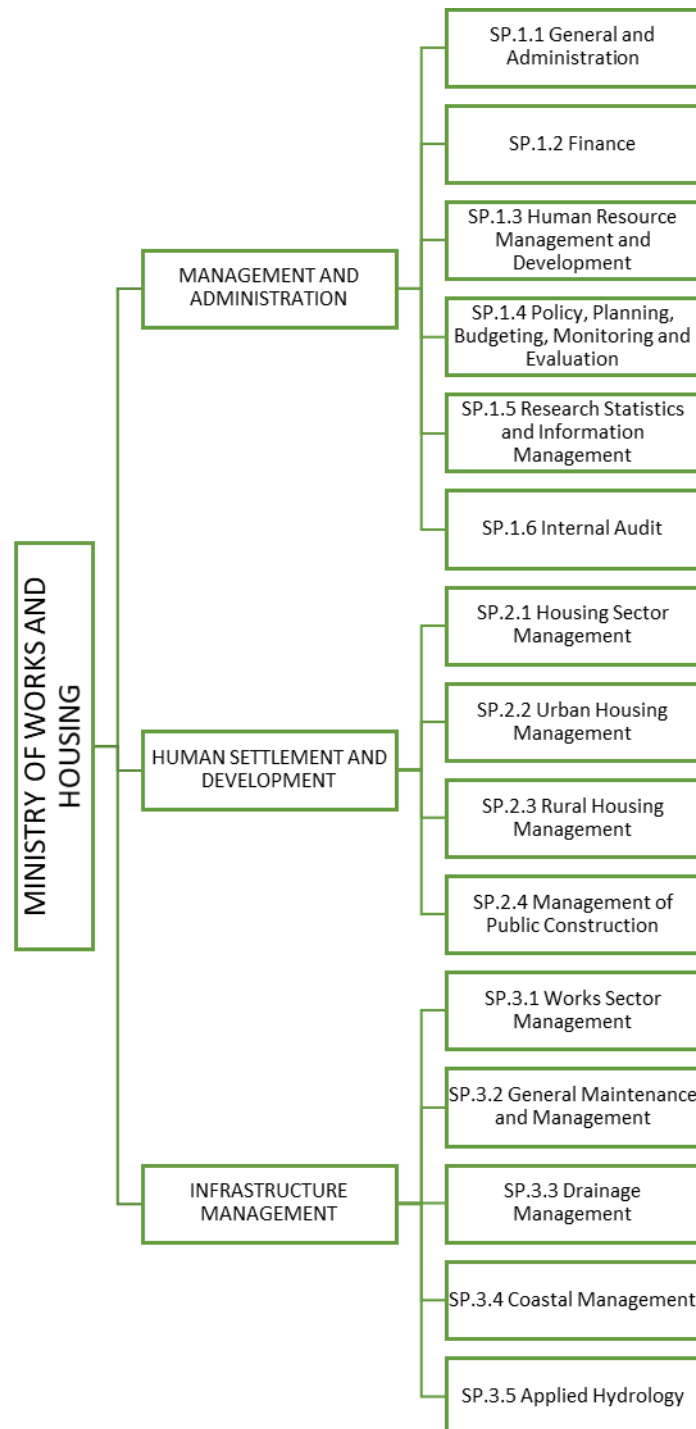 MINISTRY OF WORKS AND
HOUSING
MANAGEMENT AND
ADMINISTRATION
SP.1.1 General and
Administration
SP.1.2 Finance
SP.1.3 Human Resource
Management and
Development
SP.1.4 Policy, Planning,
Budgeting, Monitoring and
Evaluation
SP.1.5 Research Statistics
and Information
Management
SP.1.6 Internal Audit
HUMAN SETTLEMENT AND
DEVELOPMENT
SP.2.1 Housing Sector
Management
SP.2.2 Urban Housing
Management
SP.2.3 Rural Housing
Management
SP.2.4 Management of
Public Construction
INFRASTRUCTURE
MANAGEMENT
SP.3.1 Works Sector
Management
SP.3.2 General Maintenance
and Management
SP.3.3 Drainage
Management
SP.3.4 Coastal Management
SP.3.5 Applied Hydrology